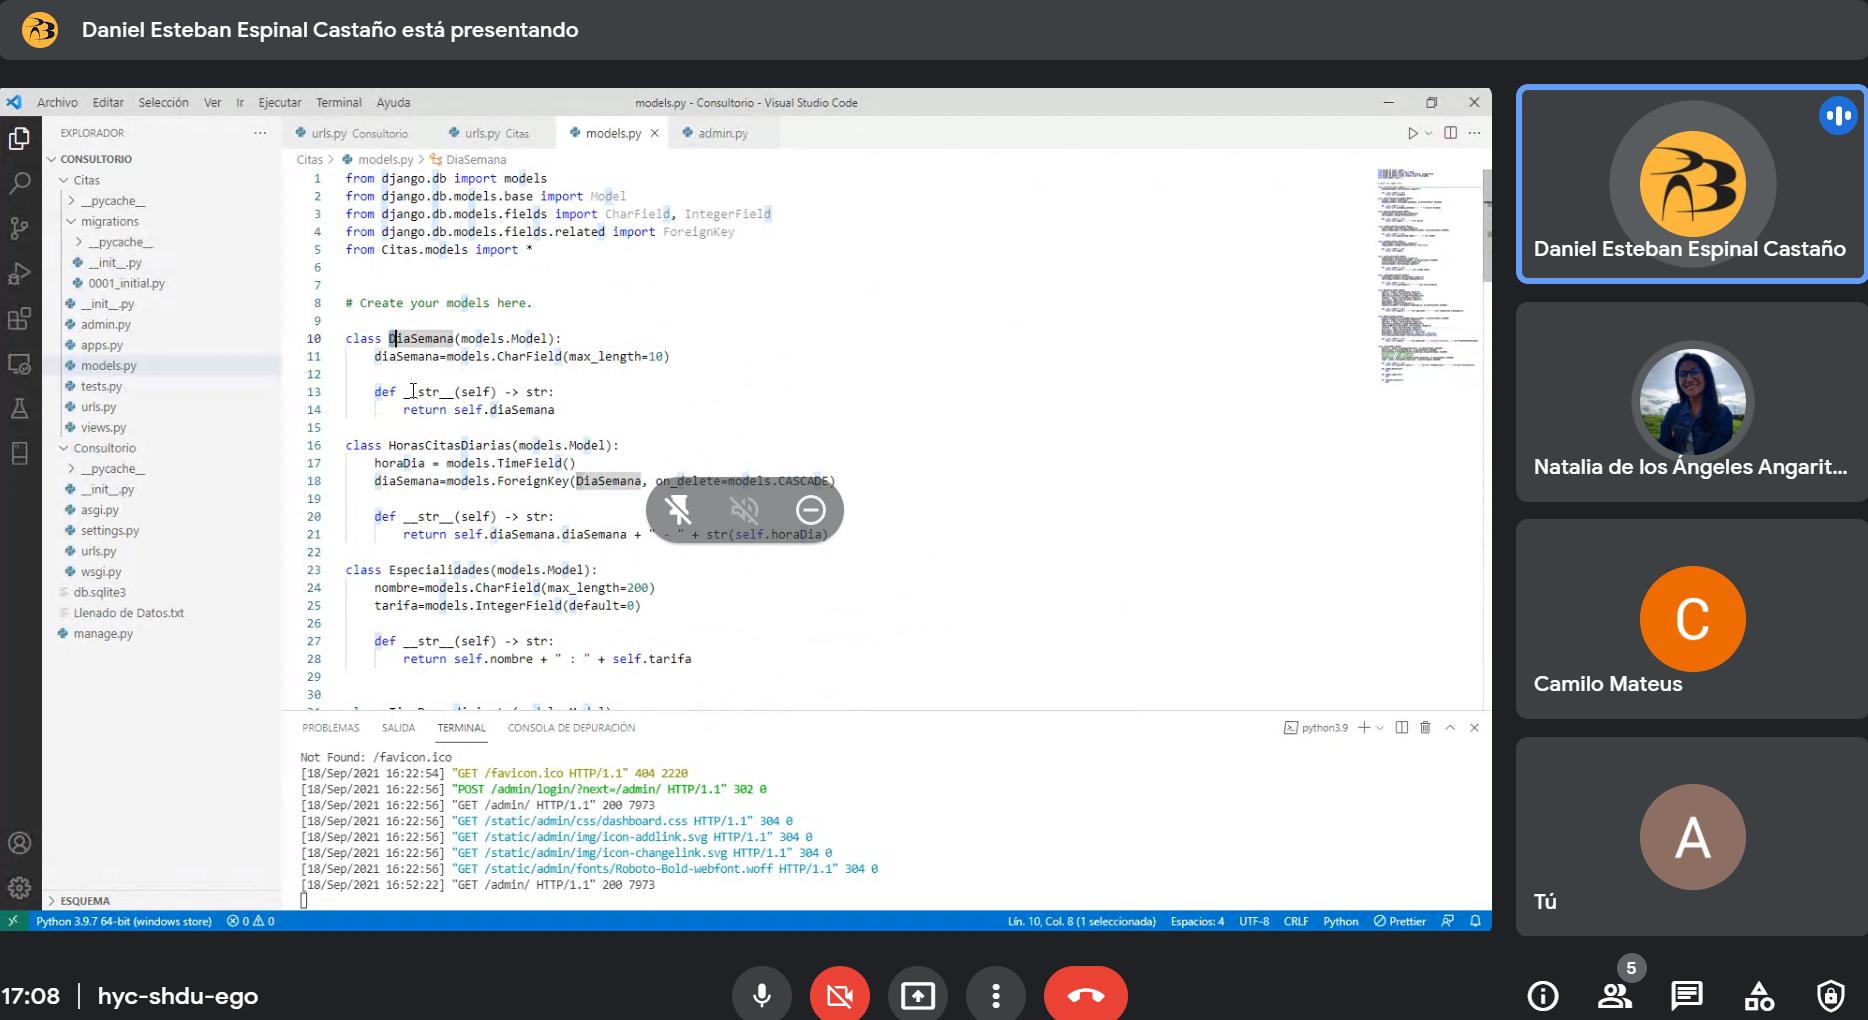 Daniel Esteban Espinal Castaño está presentando
Archivo Editar Selección Ver Ir Ejecutar Terminal Ayuda
models.py - Consultorio - Visual Studio Code
EXPLORADOR
CONSULTORIO
Citas
__pycache__
migrations
__pycache__
__init__.py
0001_initial.py
__init__.py
admin.py
apps.py
models.py
tests.py
urls.py
views.py
Consultorio
__pycache__
__init__.py
asgi.py
settings.py
urls.py
wsgi.py
db.sqlite3
Llenado de Datos.txt
manage.py
ESQUEMA
urls.py Consultorio urls.py Citas models.py admin.py
Citas > models.py > DiaSemana
1 from django.db import models
2 from django.db.models.base import Model
3 from django.db.models.fields import CharField, IntegerField
4 from django.db.models.fields.related import ForeignKey
5 from Citas.models import *
6
7
8 # Create your models here.
9
10 class DiaSemana(models.Model):
11 diaSemana=models.CharField(max_length=10)
12
13 def __str__(self) -> str:
14 return self.diaSemana
15
16 class HorasCitasDiarias(models.Model):
17 horaDia = models.TimeField()
18 diaSemana=models.ForeignKey(DiaSemana, on_delete=models.CASCADE)
19
20 def __str__(self) -> str:
21 return self.diaSemana.diaSemana + " - " + str(self.horaDia)
22
23 class Especialidades(models.Model):
24 nombre=models.CharField(max_length=200)
25 tarifa=models.IntegerField(default=0)
26
27 def __str__(self) -> str:
28 return self.nombre + " : " + self.tarifa
29
30
PROBLEMAS SALIDA TERMINAL CONSOLA DE DEPURACIÓN
python3.9
Not Found: /favicon.ico
[18/Sep/2021 16:22:54] "GET /favicon.ico HTTP/1.1" 404 2220
[18/Sep/2021 16:22:56] "POST /admin/login/?next=/admin/ HTTP/1.1" 302 0
[18/Sep/2021 16:22:56] "GET /admin/ HTTP/1.1" 200 7973
[18/Sep/2021 16:22:56] "GET /static/admin/css/dashboard.css HTTP/1.1" 304 0
[18/Sep/2021 16:22:56] "GET /static/admin/img/icon-addlink.svg HTTP/1.1" 304 0
[18/Sep/2021 16:22:56] "GET /static/admin/img/icon-changelink.svg HTTP/1.1" 304 0
[18/Sep/2021 16:22:56] "GET /static/admin/fonts/Roboto-Bold-webfont.woff HTTP/1.1" 304 0
[18/Sep/2021 16:52:22] "GET /admin/ HTTP/1.1" 200 7973
Python 3.9.7 64-bit (windows store) 0 0
Lín. 10, Col. 8 (1 seleccionada) Espacios: 4 UTF-8 CRLF Python Prettier
Daniel Esteban Espinal Castaño
Natalia de los Ángeles Angarit...
C
Camilo Mateus
A
Tú
17:08 | hyc-shdu-ego
5